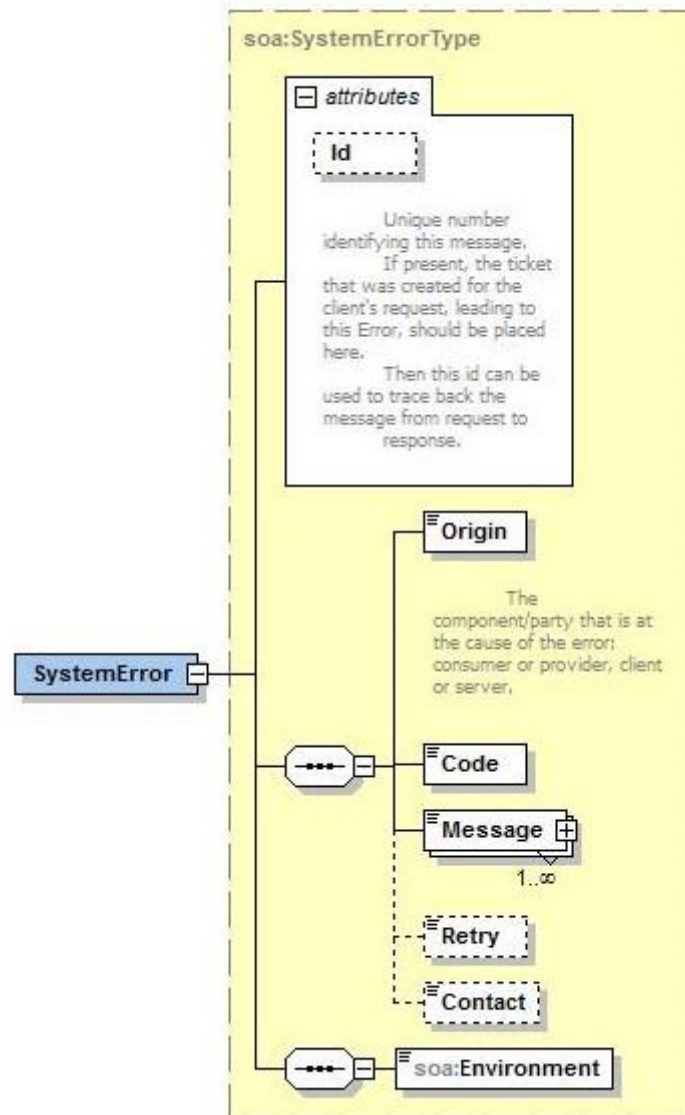 soa:SystemErrorType
attributes
Id
Unique number
identifying this message.
If present, the ticket
that was created for the
client's request, leading to
this Error, should be placed
here.
Then this id can be
used to trace back the
message from request to
response.
Origin
The
component/party that is at
the cause of the error:
consumer or provider, client
or server.
SystemError
Code
Message
1..∞
Retry
Contact
soa:Environment